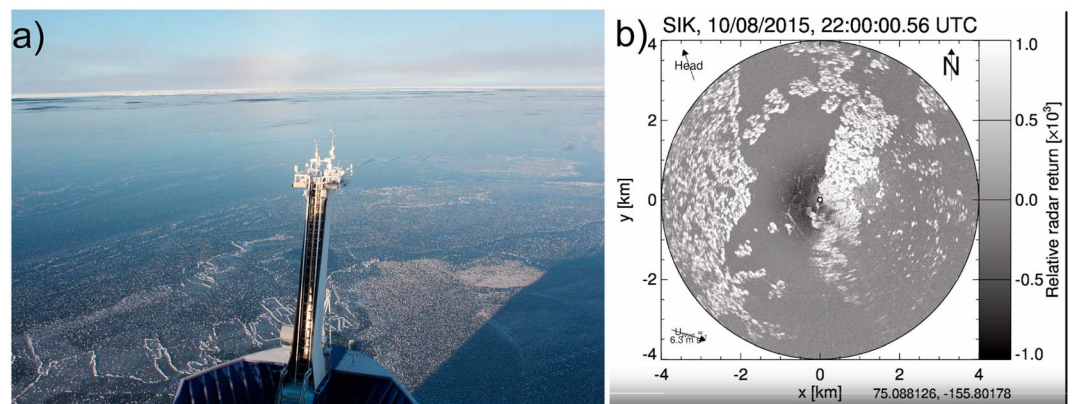 a)
b) SIK, 10/08/2015, 22:00:00.56 UTC
Head
N
4
2
0
-2
-4
y [km]
-4 -2 0 2 4
x [km]
75.088126, -155.80178
6.3 m s
1.0
0.5
0.0
-0.5
-1.0
Relative radar return [x10³]